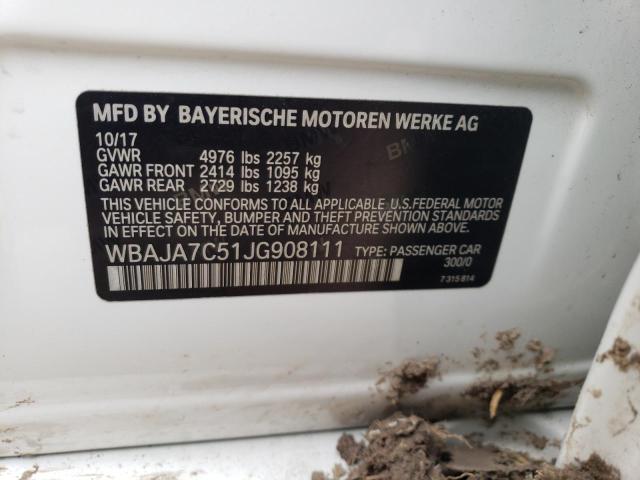 MFD BY BAYERISCHE MOTOREN WERKE AG
10/17
GVWR 4976 lbs 2257 kg
GAWR FRONT 2414 lbs 1095 kg
GAWR REAR 2729 lbs 1238 kg
THIS VEHICLE CONFORMS TO ALL APPLICABLE U.S. FEDERAL MOTOR
VEHICLE SAFETY, BUMPER AND THEFT PREVENTION STANDARDS
IN EFFECT ON THE DATE OF MANUFACTURE SHOWN ABOVE.
WBAJA7C51JG908111 TYPE: PASSENGER CAR
300/0
7 315 814